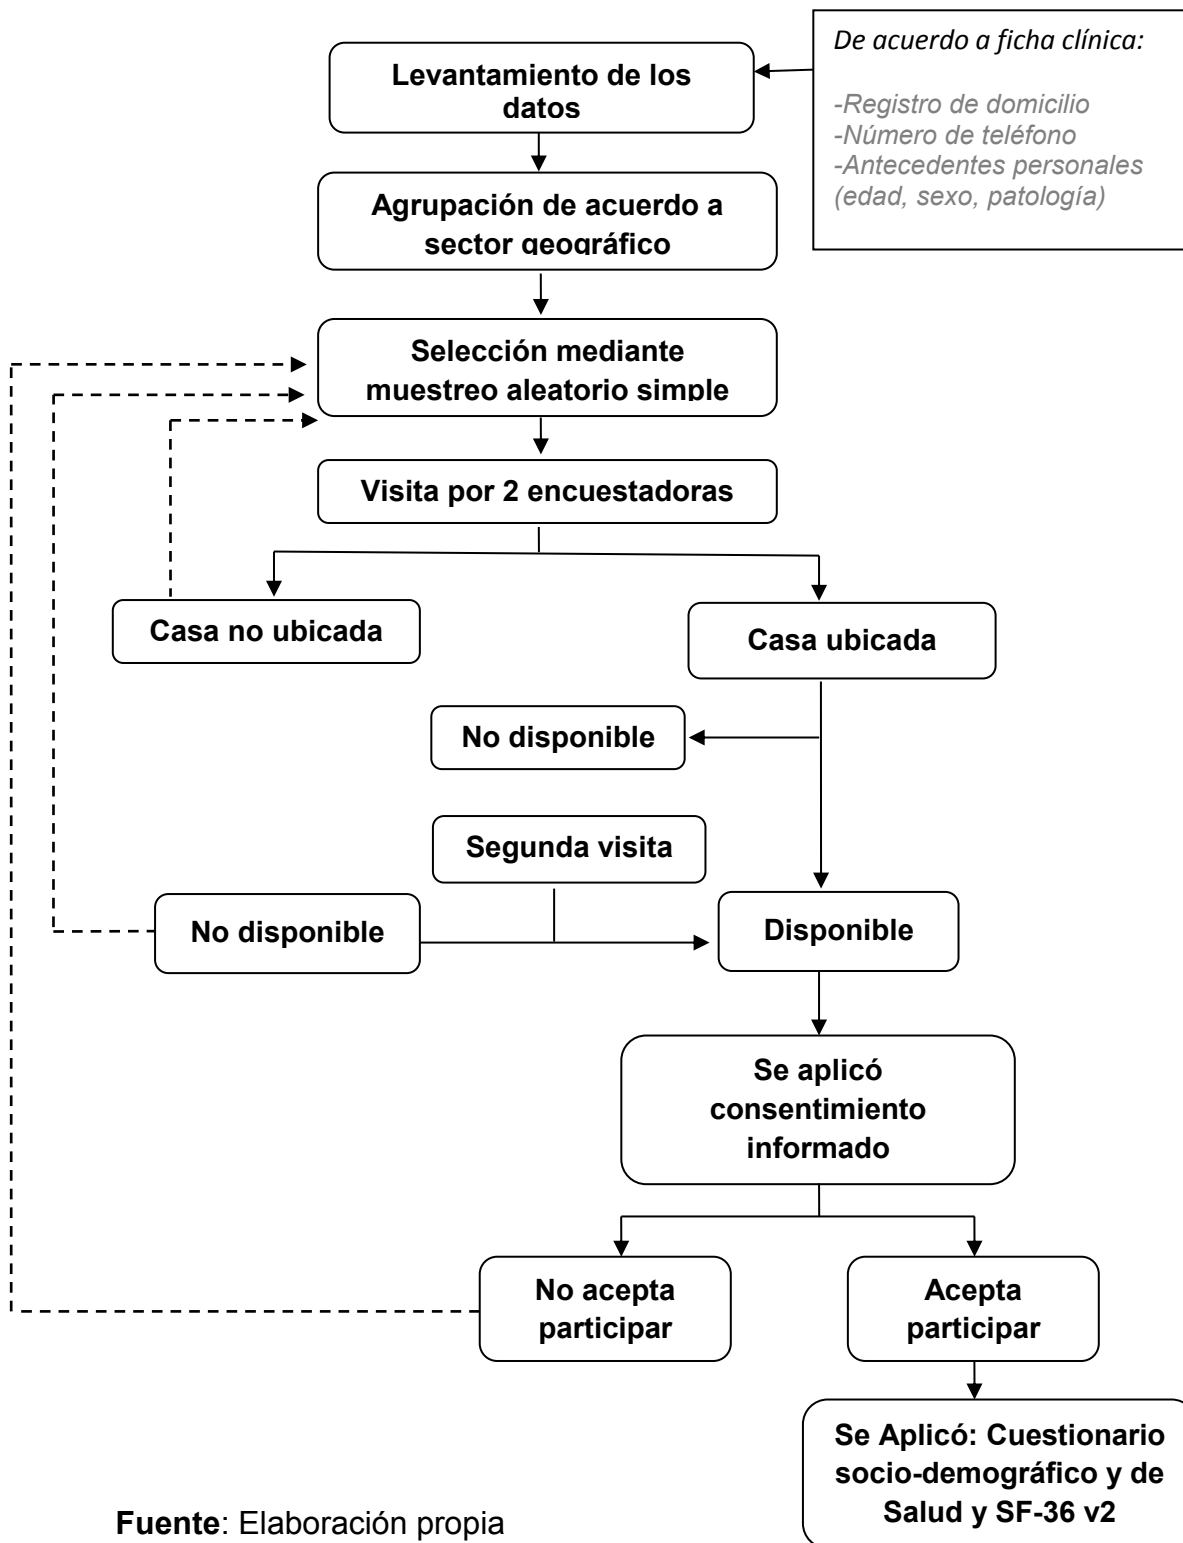 De acuerdo a ficha clínica:
-Registro de domicilio
-Número de teléfono
-Antecedentes personales
(edad, sexo, patología)
Levantamiento de los
datos
Agrupación de acuerdo a
sector geográfico
Selección mediante
muestreo aleatorio simple
Visita por 2 encuestadoras
Casa no ubicada
Casa ubicada
No disponible
Segunda visita
No disponible
Disponible
Se aplicó
consentimiento
informado
No acepta
participar
Acepta
participar
Se Aplicó: Cuestionario
socio-demográfico y de
Salud y SF-36 v2
Fuente: Elaboración propia